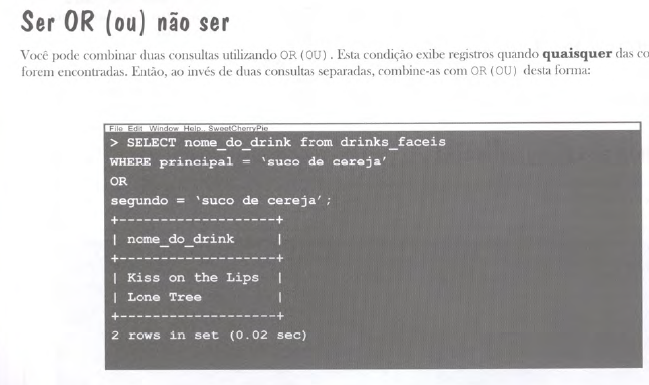 Ser OR (ou) não ser
Você pode combinar duas consultas utilizando OR (OU) . Esta condição exibe registros quando quaisquer das co
forem encontradas. Então, ao invés de duas consultas separadas, combine-as com OR (OU) desta forma:
File Edit Window Help.. SweetCherryPie
> SELECT nome_do_drink from drinks_faceis
WHERE principal = 'suco de cereja'
OR
segundo = 'suco de cereja';
+-------------------+
| nome_do_drink |
+-------------------+
| Kiss on the Lips |
| Lone Tree |
+-------------------+
2 rows in set (0.02 sec)